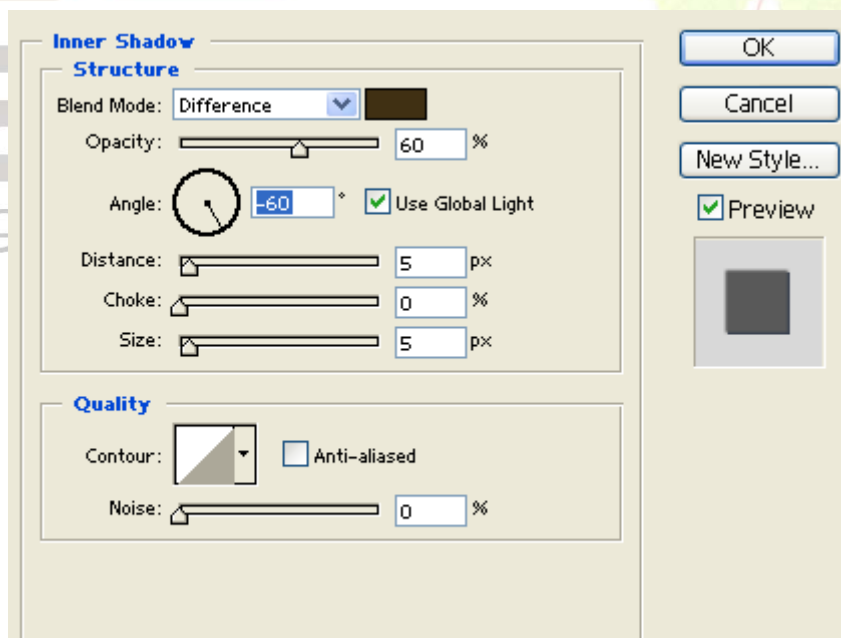 Inner Shadow
Structure
Blend Mode: Difference
Opacity: 60 %
Angle: -60 ° Use Global Light
Distance: 5 px
Choke: 0 %
Size: 5 px
Quality
Contour: Anti-aliased
Noise: 0 %
OK
Cancel
New Style...
Preview